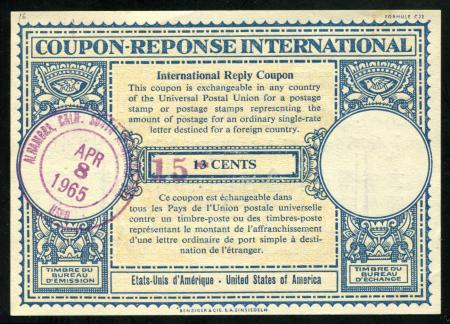 16
FORMULE C22
COUPON-REPONSE INTERNATIONAL
International Reply Coupon
This coupon is exchangeable in any country
of the Universal Postal Union for a postage
stamp or postage stamps representing the
amount of postage for an ordinary single-rate
letter destined for a foreign country.
15
13 CENTS
Ce coupon est échangeable dans
tous les Pays de l'Union postale universelle
contre un timbre-poste ou des timbres-poste
représentant le montant de l'affranchissement
d'une lettre ordinaire de port simple à desti-
nation de l'étranger.
Etats-Unis d'Amérique - United States of America
ALHAMBRA, CALIF.
APR
8
1965
TIMBRE DU
BUREAU
D'ÉMISSION
TIMBRE DU
BUREAU
D'ÉCHANGE
BENZIGER & CIE. S.A. EINSIEDELN